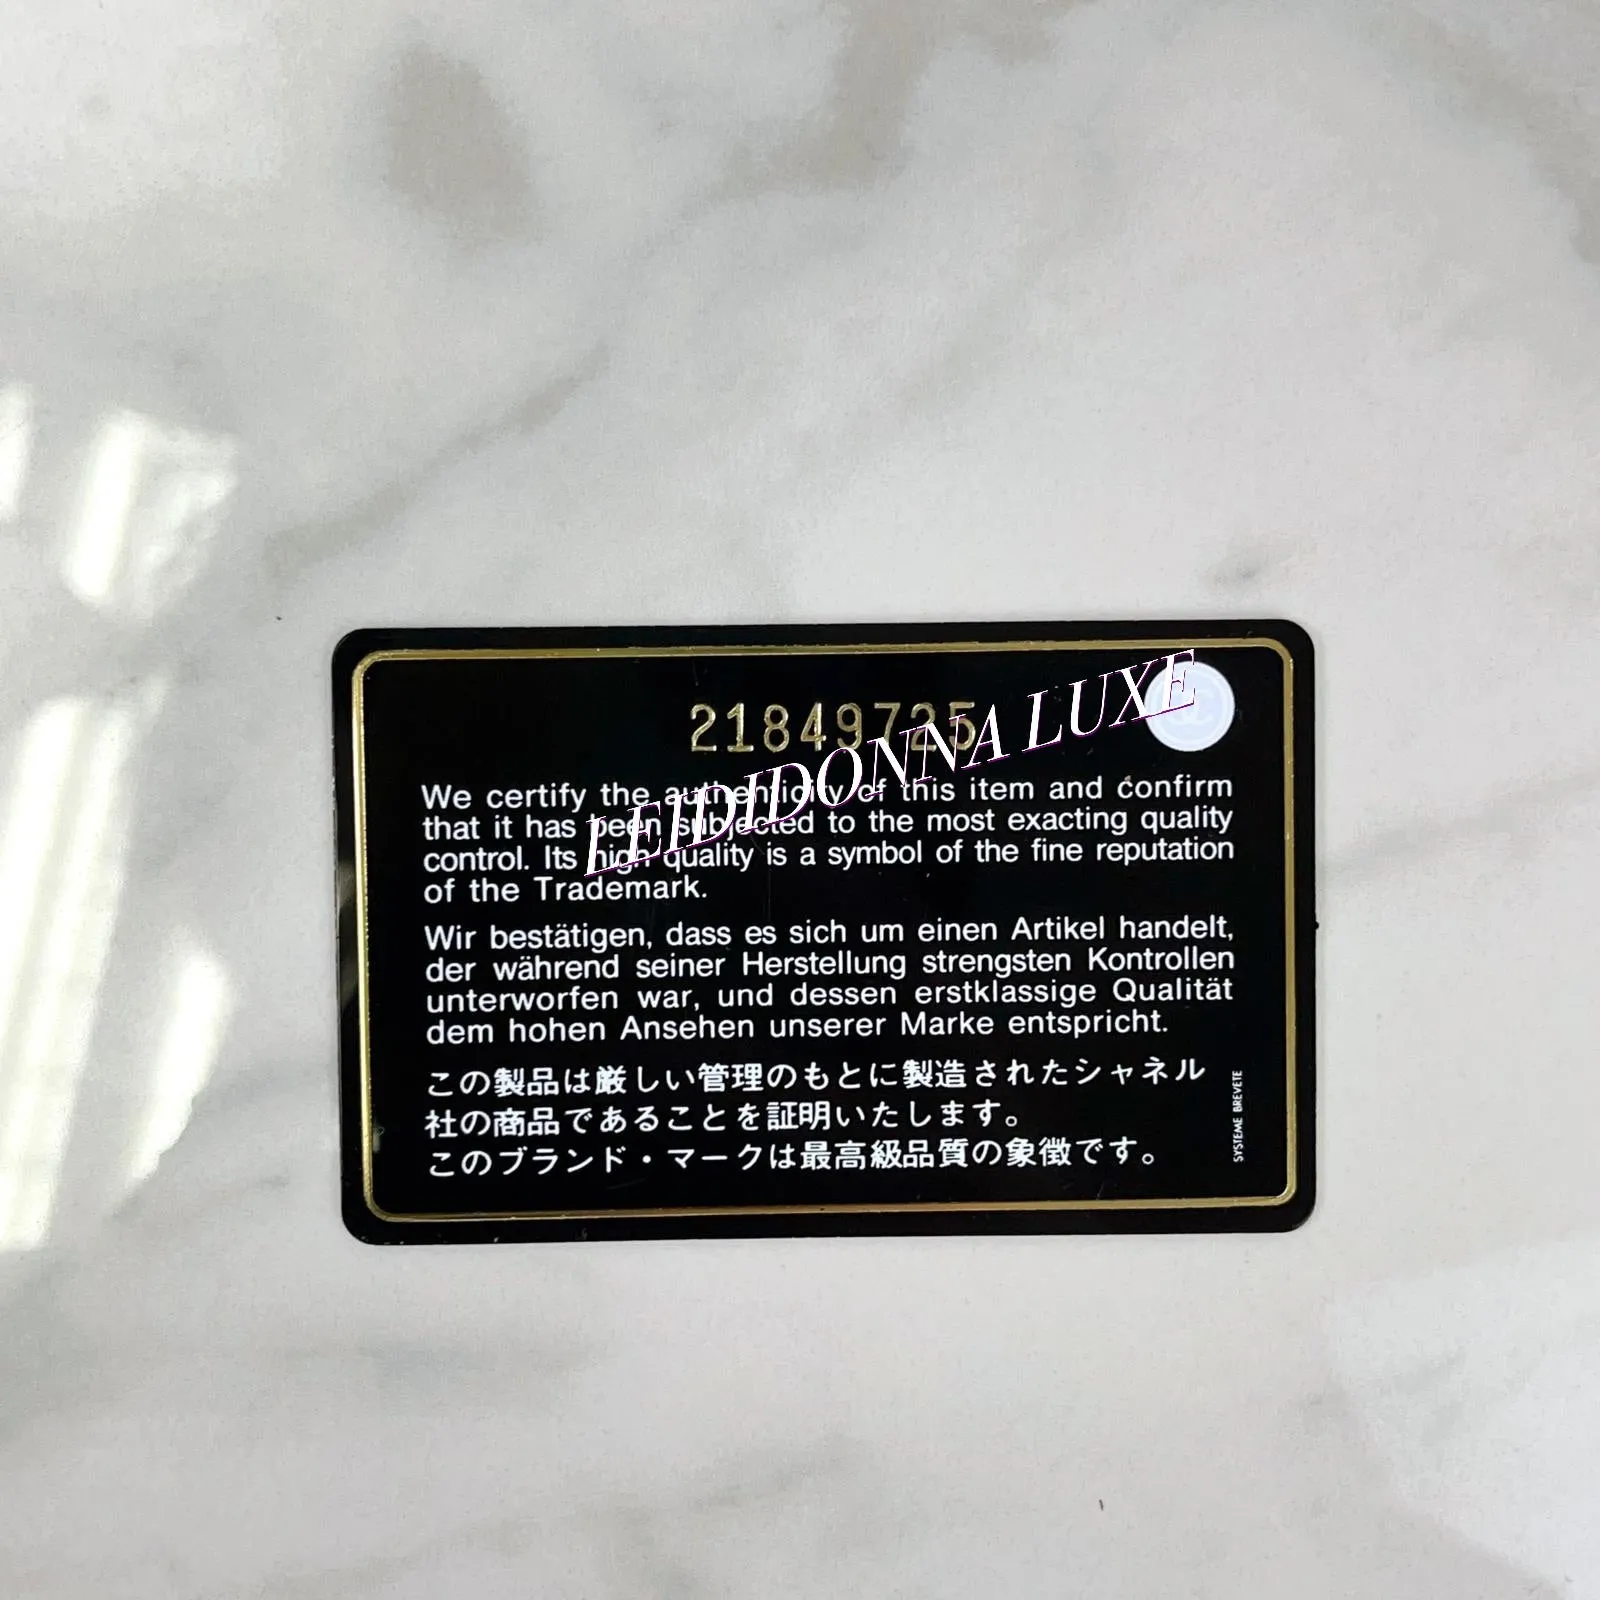 21849725
LEIDIDONNA LUXE
We certify the authenticity of this item and confirm
that it has been subjected to the most exacting quality
control. Its high quality is a symbol of the fine reputation
of the Trademark.
Wir bestätigen, dass es sich um einen Artikel handelt,
der während seiner Herstellung strengsten Kontrollen
unterworfen war, und dessen erstklassige Qualität
dem hohen Ansehen unserer Marke entspricht.
この製品は厳しい管理のもとに製造されたシャネル
社の商品であることを証明いたします。
このブランド・マークは最高級品質の象徴です。
SYSTEME BREVETE